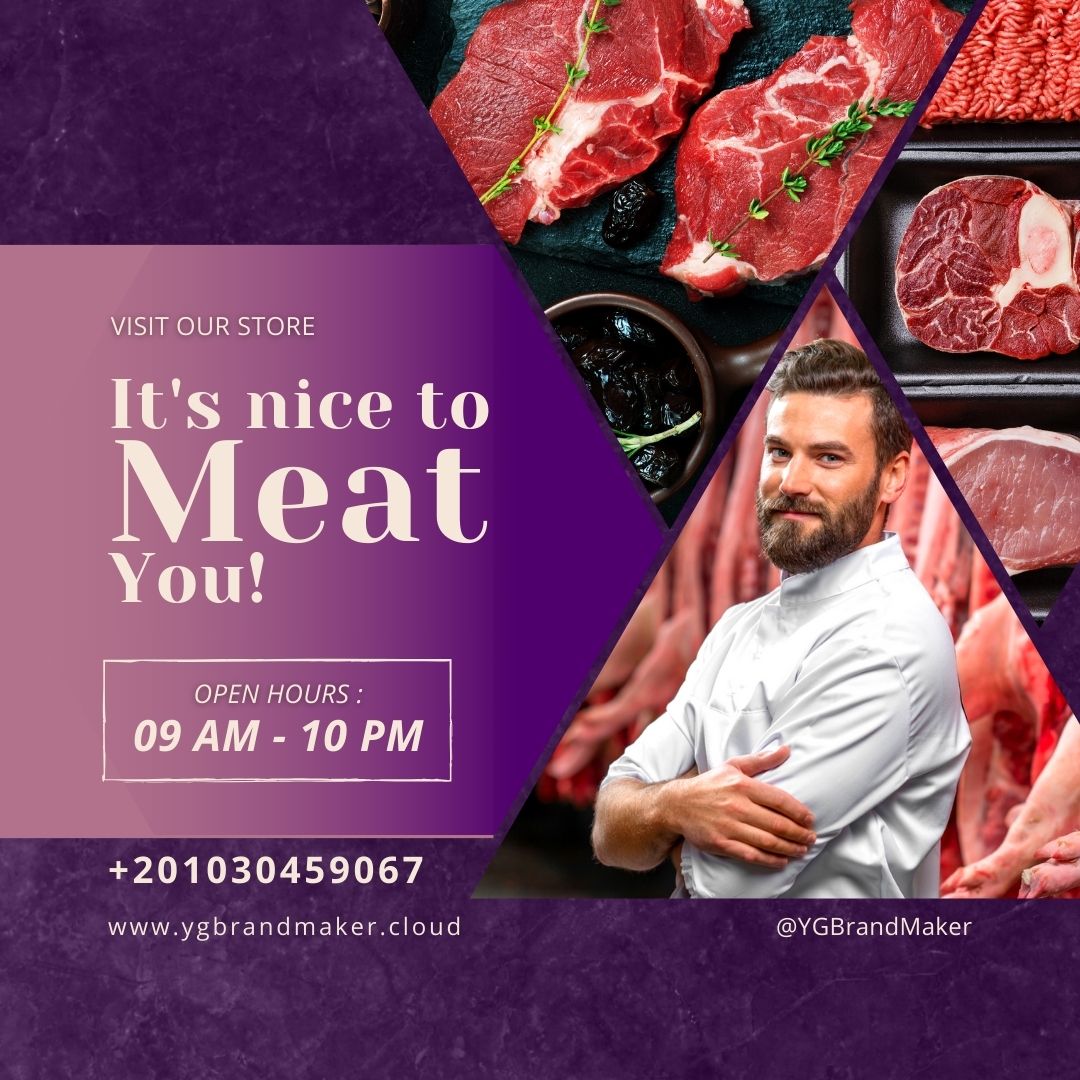 VISIT OUR STORE
It's nice to
Meat
You!
OPEN HOURS :
09 AM - 10 PM
+201030459067
www.ygbrandmaker.cloud
@YGBrandMaker